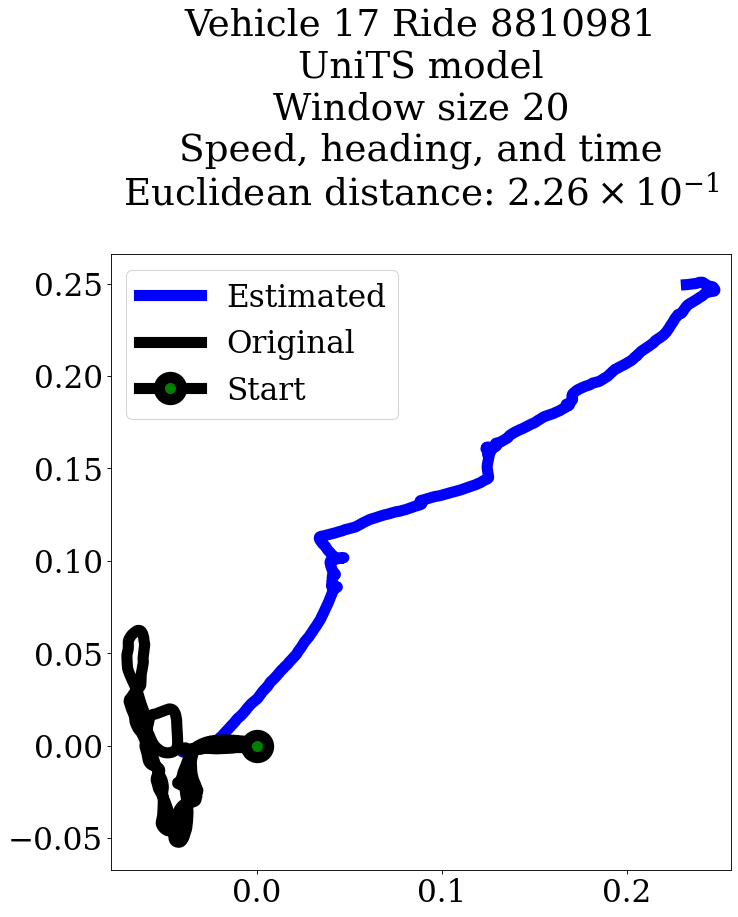 Vehicle 17 Ride 8810981
UniTS model
Window size 20
Speed, heading, and time
Euclidean distance: 2.26 × 10⁻¹
Estimated
Original
Start
0.25
0.20
0.15
0.10
0.05
0.00
−0.05
0.0 0.1 0.2